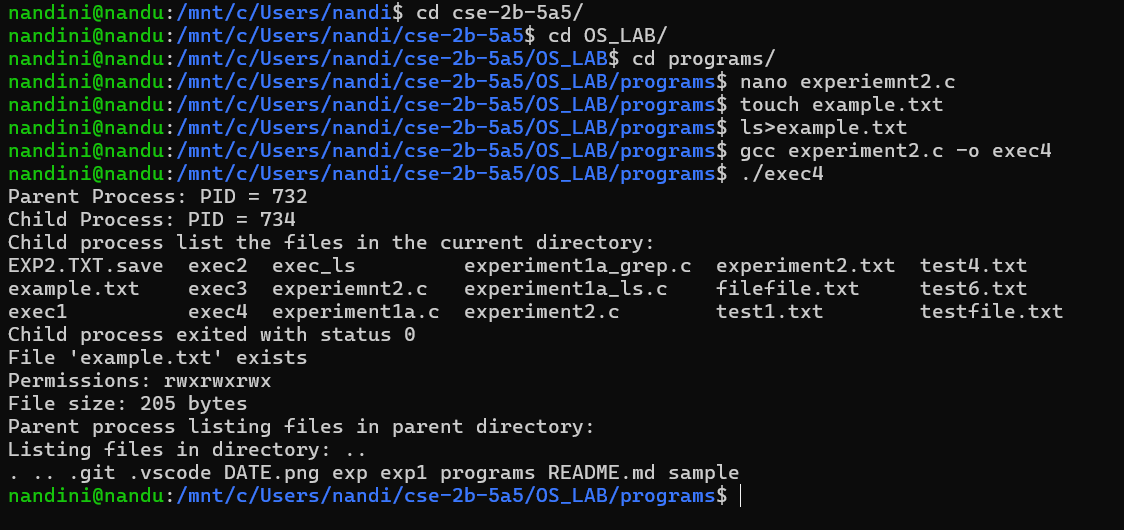 nandini@nandu:/mnt/c/Users/nandi$ cd cse-2b-5a5/
nandini@nandu:/mnt/c/Users/nandi/cse-2b-5a5$ cd OS_LAB/
nandini@nandu:/mnt/c/Users/nandi/cse-2b-5a5/OS_LAB$ cd programs/
nandini@nandu:/mnt/c/Users/nandi/cse-2b-5a5/OS_LAB/programs$ nano experiemnt2.c
nandini@nandu:/mnt/c/Users/nandi/cse-2b-5a5/OS_LAB/programs$ touch example.txt
nandini@nandu:/mnt/c/Users/nandi/cse-2b-5a5/OS_LAB/programs$ ls>example.txt
nandini@nandu:/mnt/c/Users/nandi/cse-2b-5a5/OS_LAB/programs$ gcc experiment2.c -o exec4
nandini@nandu:/mnt/c/Users/nandi/cse-2b-5a5/OS_LAB/programs$ ./exec4
Parent Process: PID = 732
Child Process: PID = 734
Child process list the files in the current directory:
EXP2.TXT.save  exec2  exec_ls         experiment1a_grep.c  experiment2.txt  test4.txt
example.txt    exec3  experiemnt2.c   experiment1a_ls.c    filefile.txt     test6.txt
exec1          exec4  experiment1a.c  experiment2.c        test1.txt        testfile.txt
Child process exited with status 0
File 'example.txt' exists
Permissions: rwxrwxrwx
File size: 205 bytes
Parent process listing files in parent directory:
Listing files in directory: ..
. .. .git .vscode DATE.png exp exp1 programs README.md sample
nandini@nandu:/mnt/c/Users/nandi/cse-2b-5a5/OS_LAB/programs$